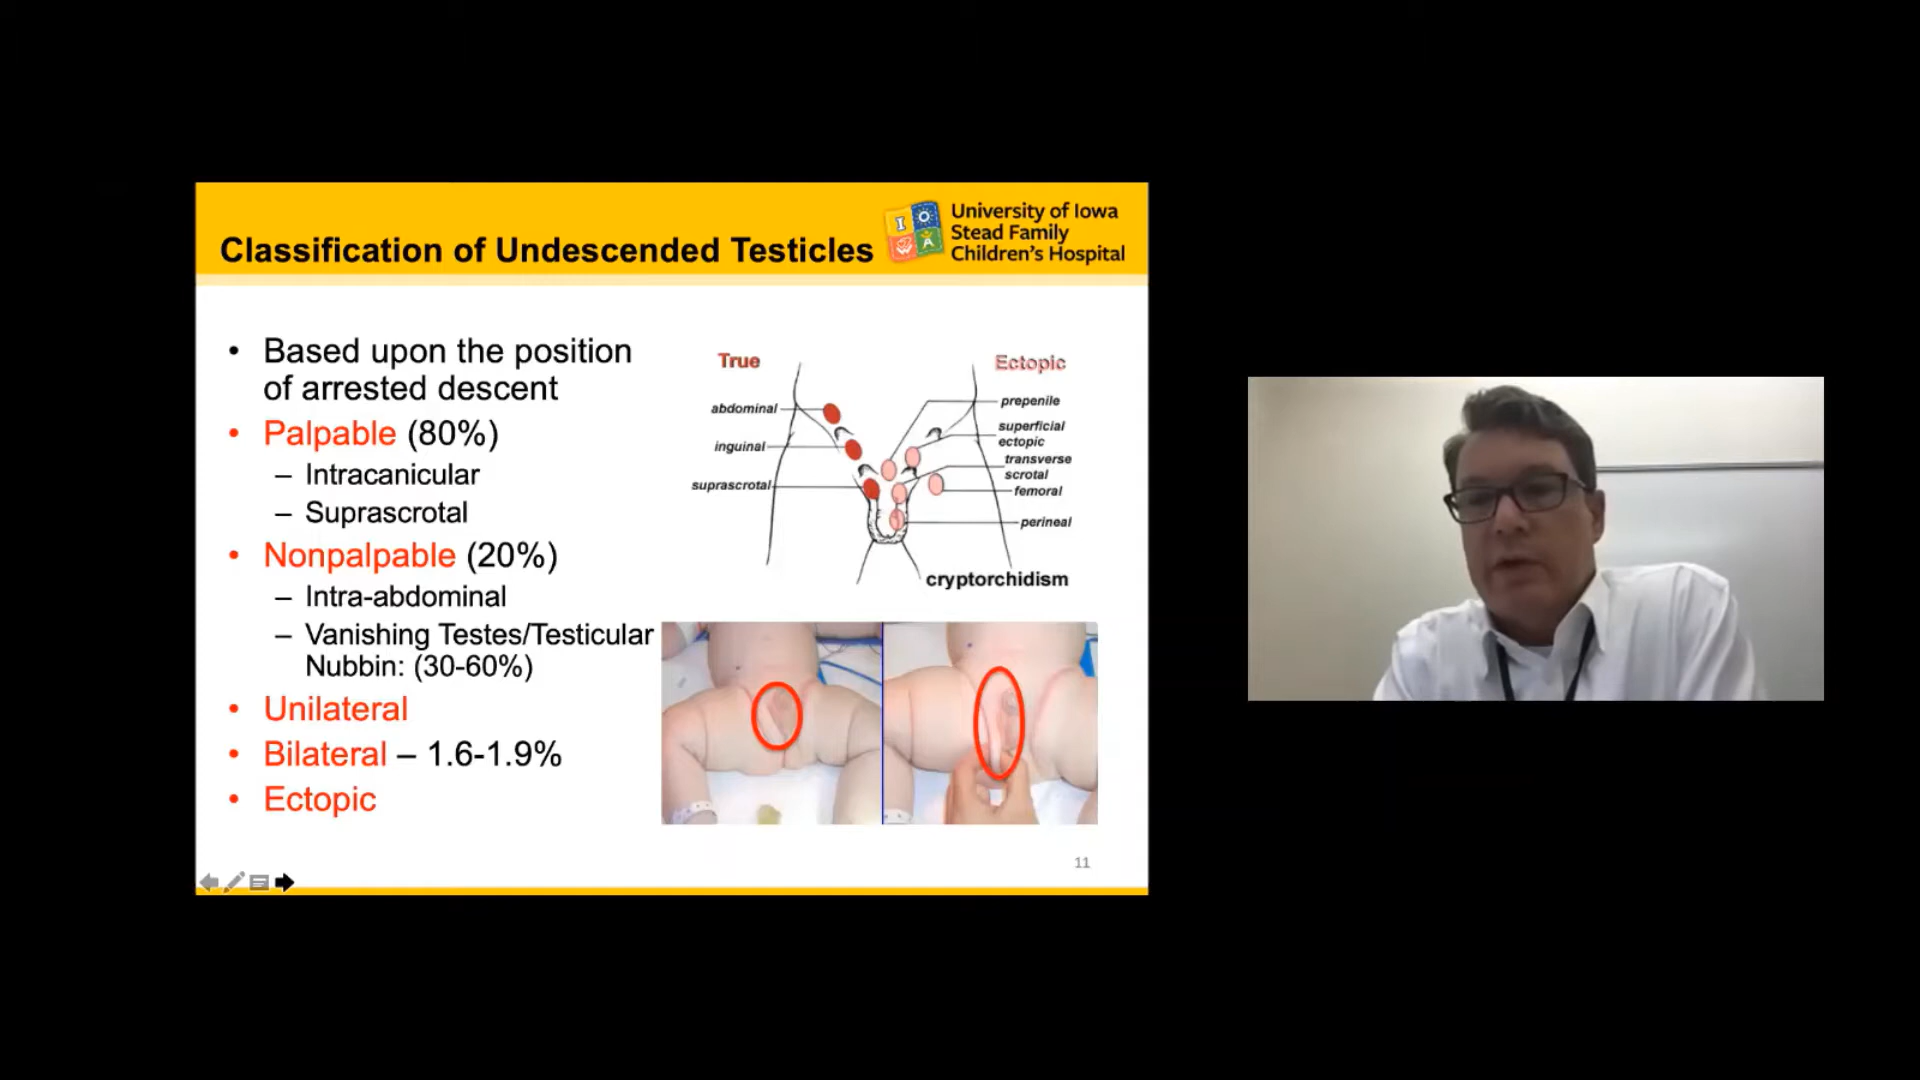 Classification of Undescended Testicles
University of Iowa
Stead Family
Children's Hospital
• Based upon the position
of arrested descent
• Palpable (80%)
– Intracanicular
– Suprascrotal
• Nonpalpable (20%)
– Intra-abdominal
– Vanishing Testes/Testicular
Nubbin: (30-60%)
• Unilateral
• Bilateral – 1.6-1.9%
• Ectopic
True
Ectopic
abdominal
inguinal
suprascrotal
prepenile
superficial
ectopic
transverse
scrotal
femoral
perineal
cryptorchidism
11